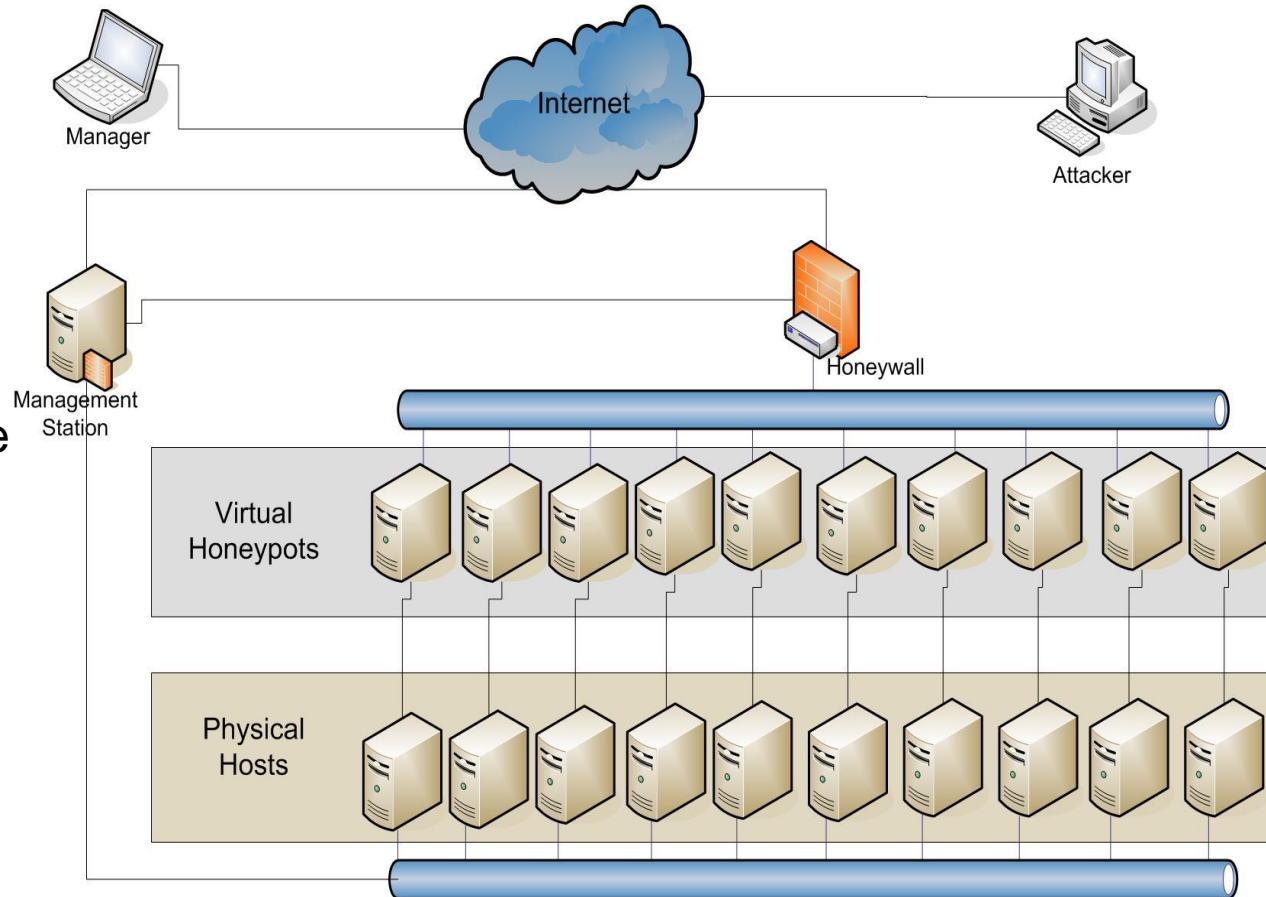 Internet
Manager
Attacker
Honeywall
Management
Station
e
Virtual
Honeypots
Physical
Hosts